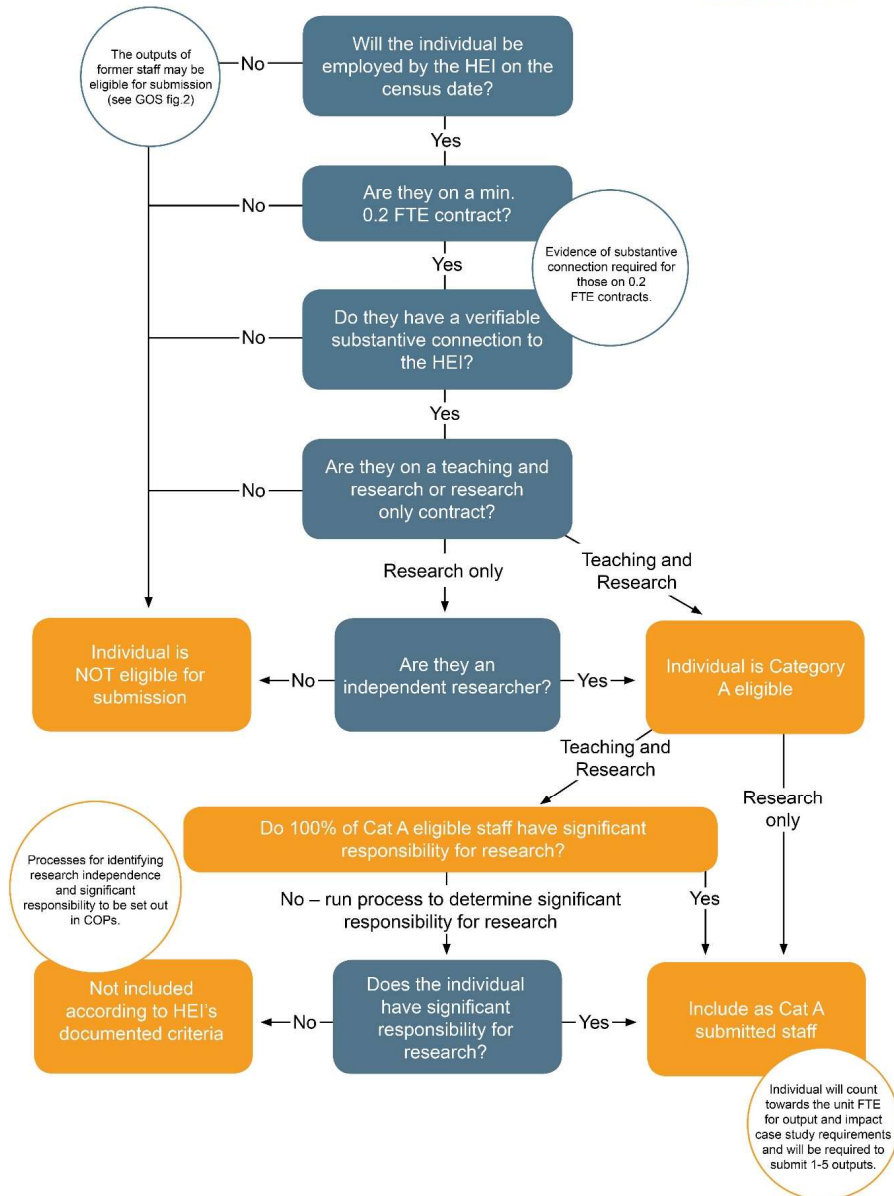 The outputs of
former staff may be
eligible for submission
(see GOS fig.2)
No
Will the individual be
employed by the HEI on the
census date?
Yes
No
Are they on a min.
0.2 FTE contract?
Evidence of substantive
connection required for
those on 0.2
FTE contracts.
Yes
No
Do they have a verifiable
substantive connection to
the HEI?
Yes
No
Are they on a teaching and
research or research
only contract?
Research only
Teaching and
Research
Individual is
NOT eligible for
submission
No
Are they an
independent researcher?
Yes
Individual is Category
A eligible
Teaching and
Research
Research
only
Do 100% of Cat A eligible staff have significant
responsibility for research?
Processes for identifying
research independence
and significant
responsibility to be set out
in COPs.
No – run process to determine significant
responsibility for research
Yes
Not included
according to HEI's
documented criteria
No
Does the individual
have significant
responsibility for
research?
Yes
Include as Cat A
submitted staff
Individual will count
towards the unit FTE
for output and impact
case study requirements
and will be required to
submit 1-5 outputs.